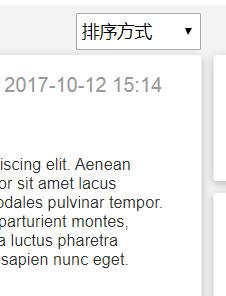 排序方式
2017-10-12 15:14
iscing elit. Aenean
or sit amet lacus
odales pulvinar tempor.
parturient montes,
a luctus pharetra
sapien nunc eget.